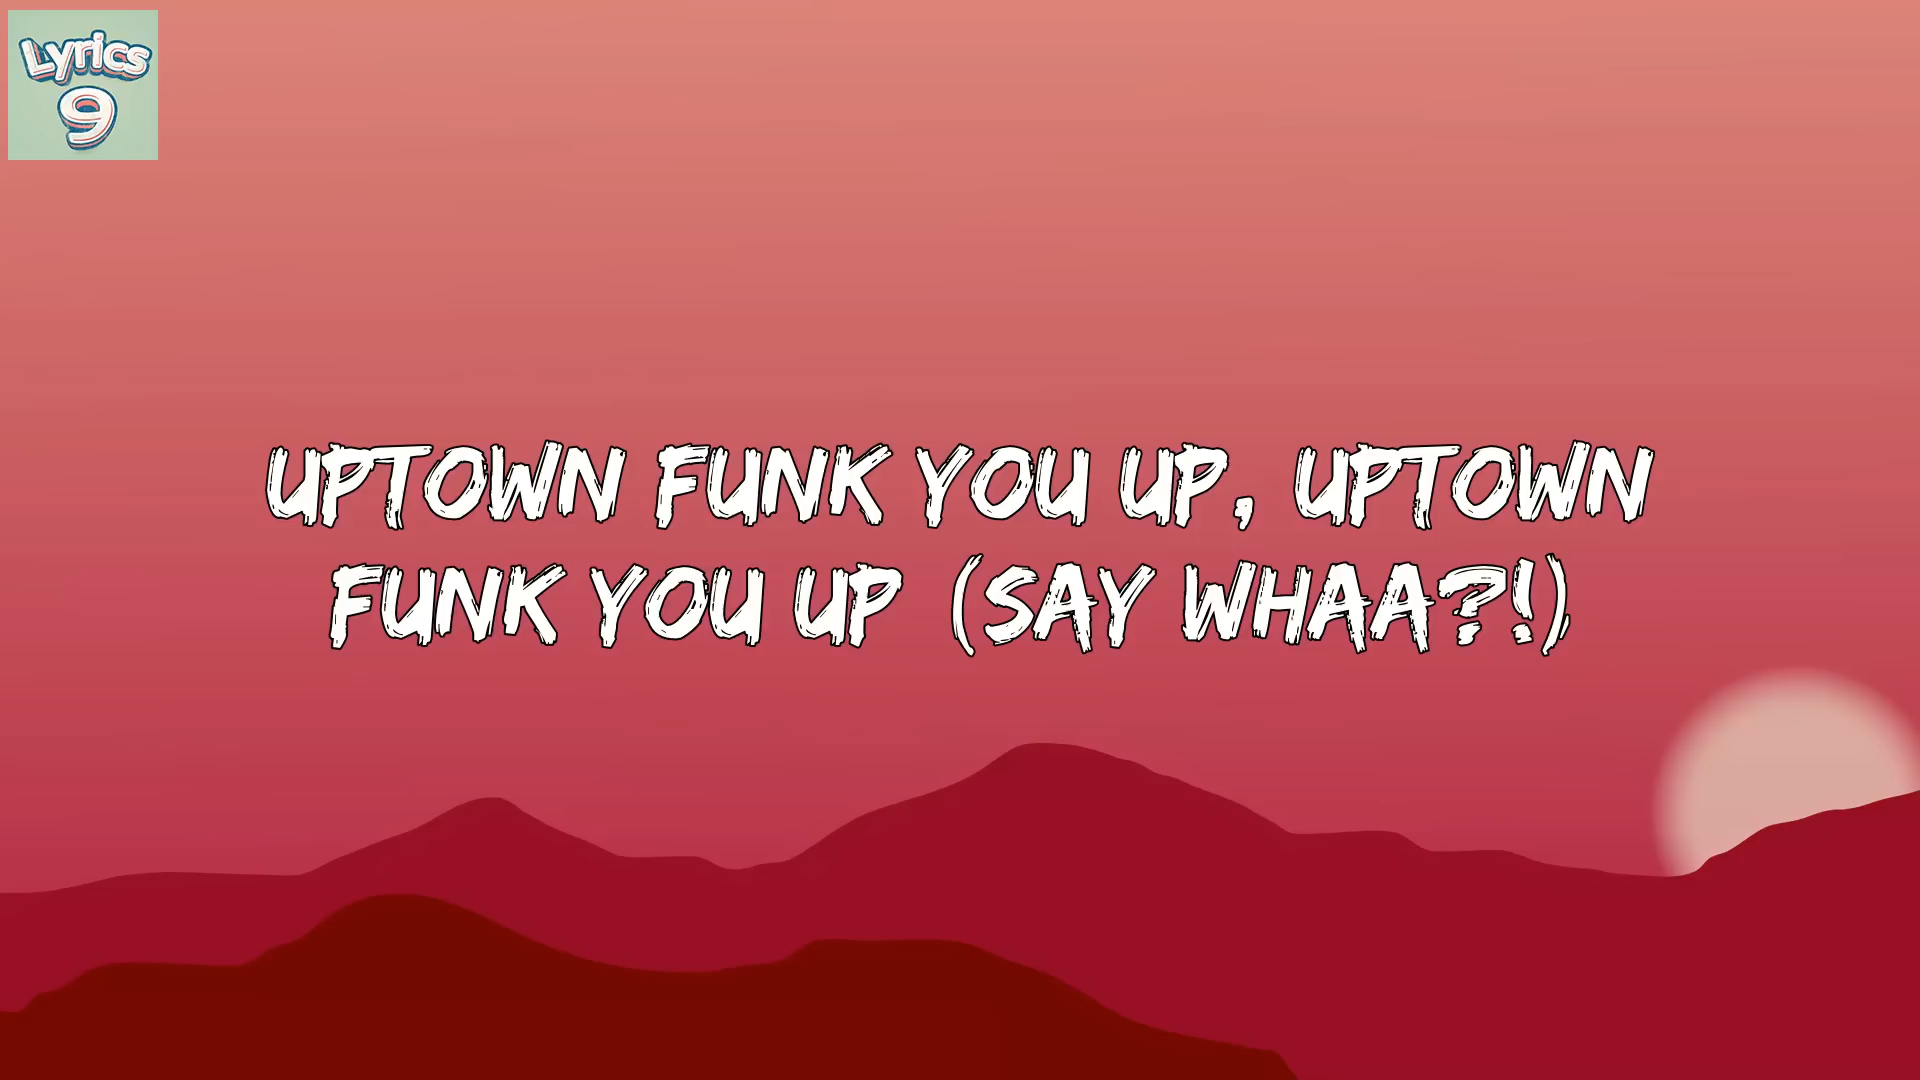 Lyrics
9
UPTOWN FUNK YOU UP, UPTOWN
FUNK YOU UP (SAY WHAA?!)